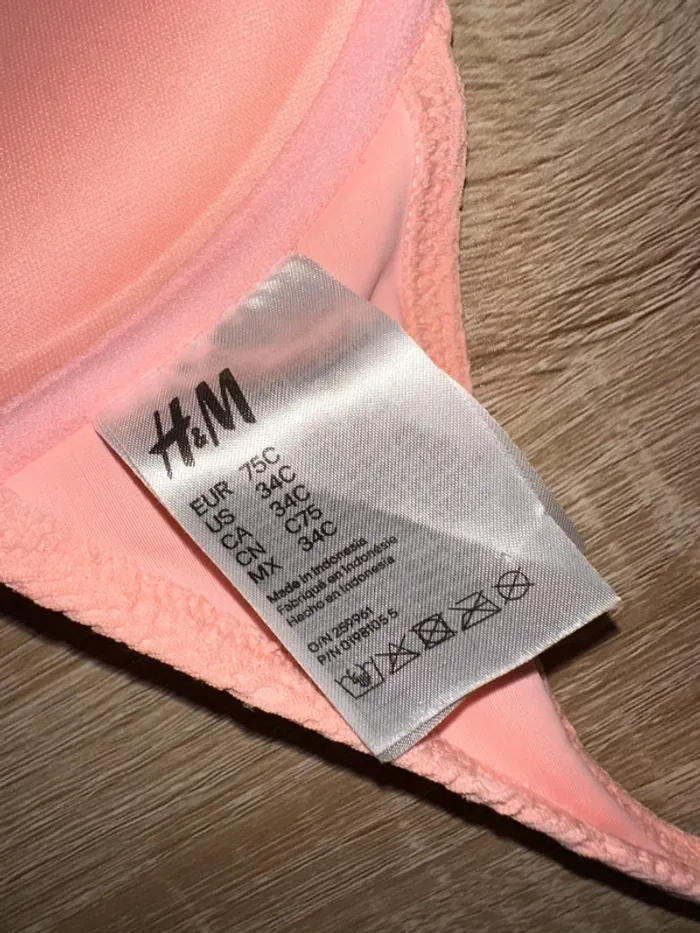 H&M
EUR 75C
US 34C
CA 34C
CN C75
MX 34C
Made in Indonesia
Fabriqué en Indonésie
Hecho en Indonesia
O/N 259961
P/N 0198105 5